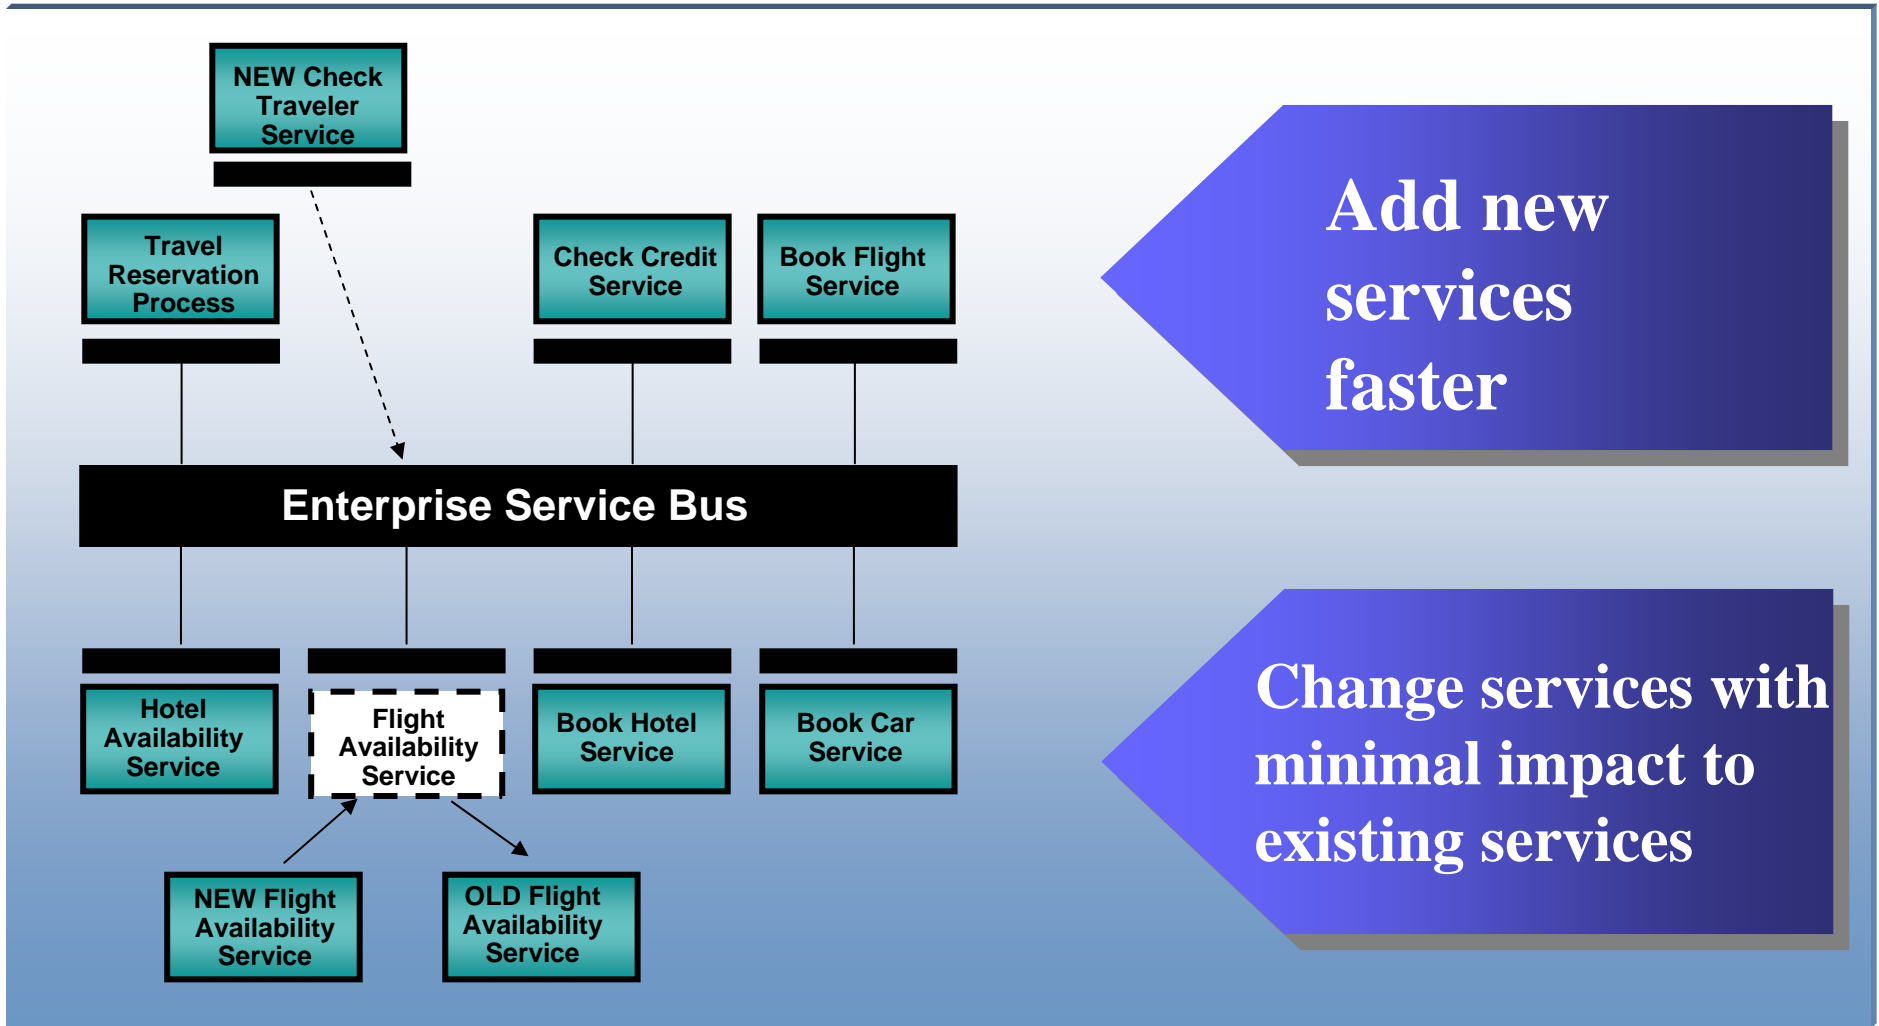 NEW Check
Traveler
Service
Travel
Reservation
Process
Check Credit
Service
Book Flight
Service
Add new
services
faster
Enterprise Service Bus
Hotel
Availability
Service
Flight
Availability
Service
Book Hotel
Service
Book Car
Service
Change services with
minimal impact to
existing services
NEW Flight
Availability
Service
OLD Flight
Availability
Service